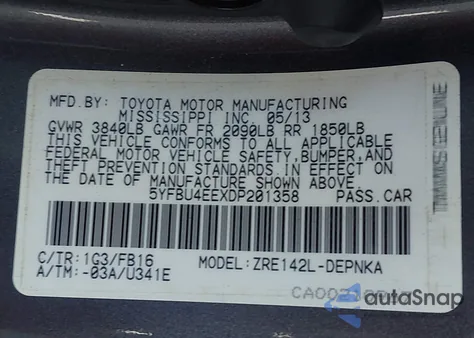 MFD.BY: TOYOTA MOTOR MANUFACTURING
MISSISSIPPI INC. 05/13
GVWR 3840LB GAWR FR 2090LB RR 1850LB
THIS VEHICLE CONFORMS TO ALL APPLICABLE
FEDERAL MOTOR VEHICLE SAFETY,BUMPER,AND
THEFT PREVENTION STANDARDS IN EFFECT ON
THE DATE OF MANUFACTURE SHOWN ABOVE.
5YFBU4EEXDP201358 PASS.CAR
C/TR:1G3/FB16 MODEL:ZRE142L-DEPNKA
A/TM:-03A/U341E
autoSnap